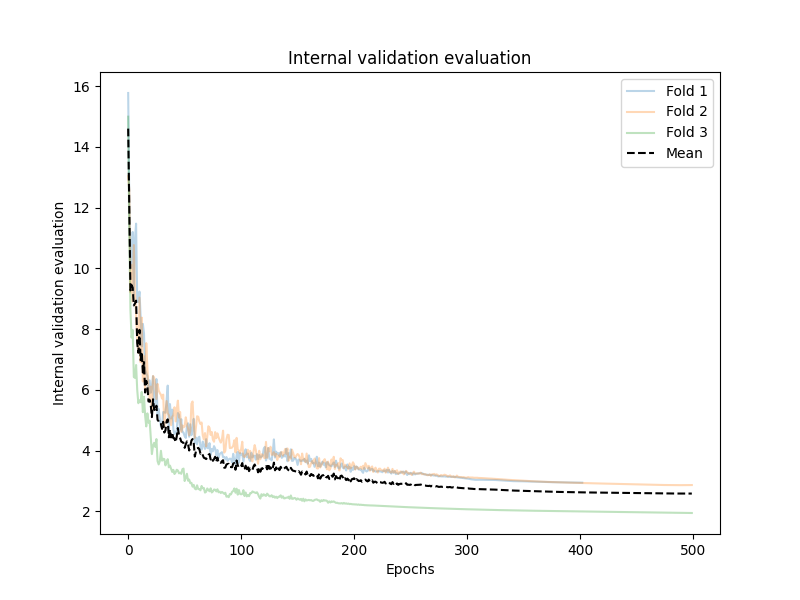 Internal validation evaluation
Fold 1
Fold 2
Fold 3
Mean
Internal validation evaluation
16
14
12
10
8
6
4
2
0
100
200
300
400
500
Epochs